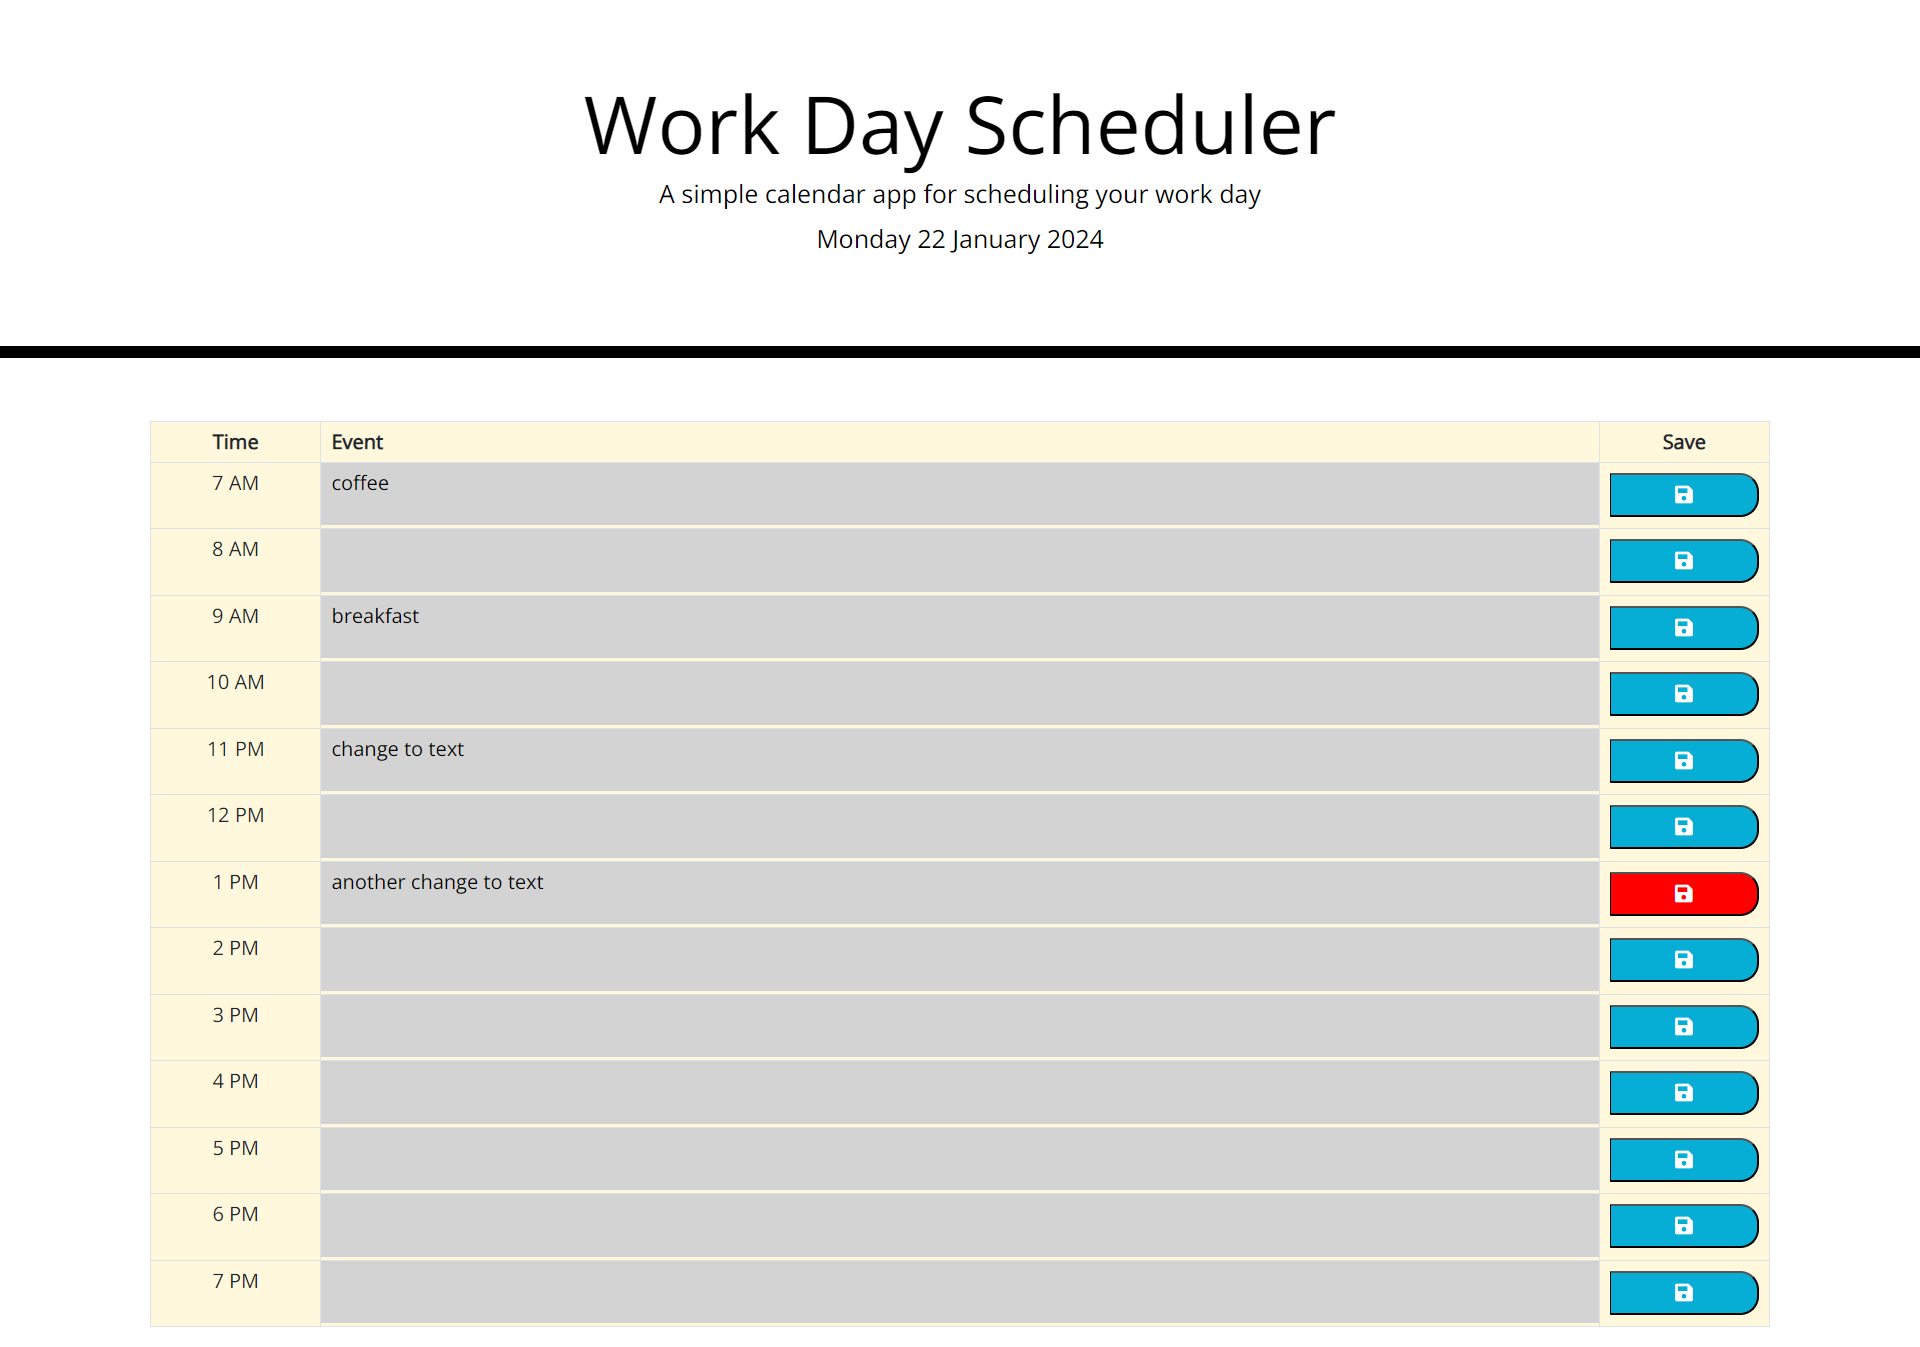 Work Day Scheduler
A simple calendar app for scheduling your work day
Monday 22 January 2024
Time Event Save
7 AM coffee
8 AM
9 AM breakfast
10 AM
11 PM change to text
12 PM
1 PM another change to text
2 PM
3 PM
4 PM
5 PM
6 PM
7 PM